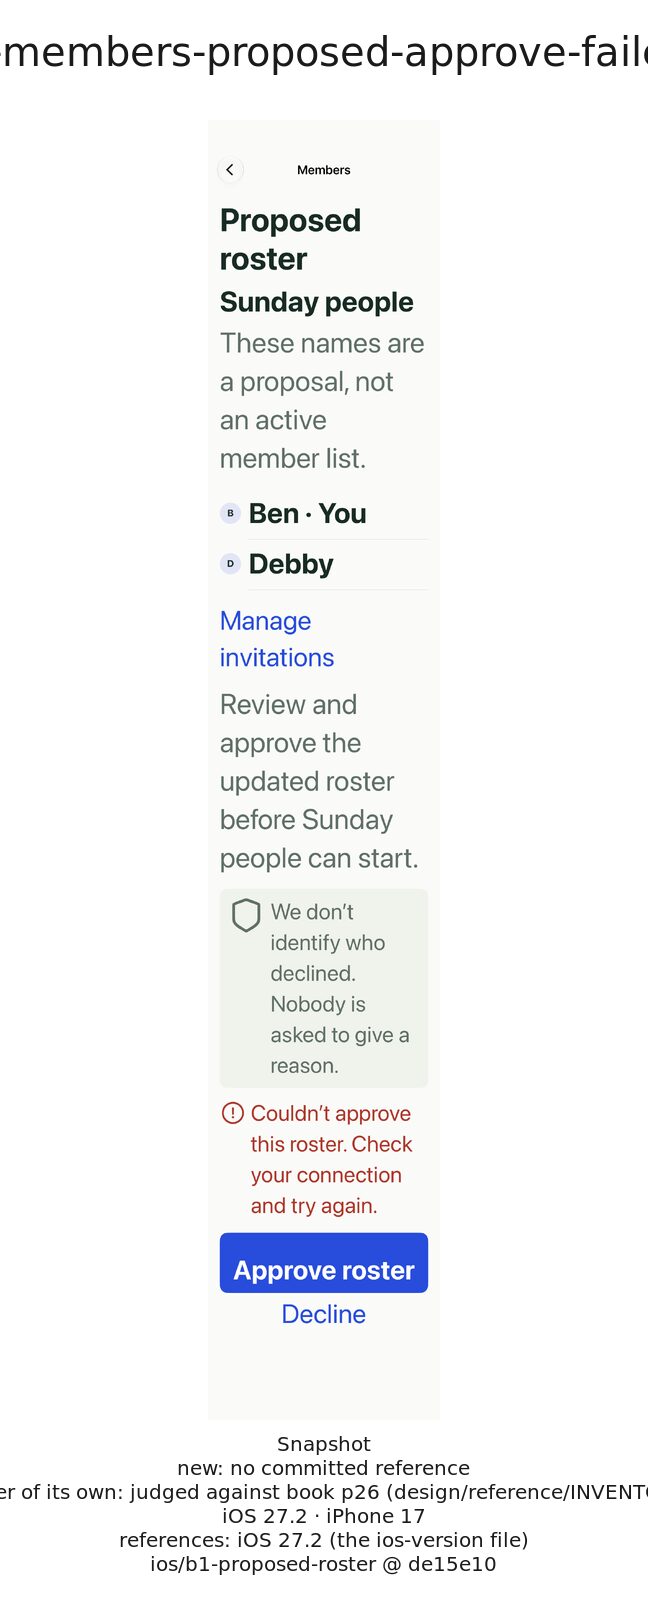 -members-proposed-approve-faile
Members
Proposed
roster
Sunday people
These names are
a proposal, not
an active
member list.
B Ben · You
D Debby
Manage
invitations
Review and
approve the
updated roster
before Sunday
people can start.
We don’t
identify who
declined.
Nobody is
asked to give a
reason.
Couldn’t approve
this roster. Check
your connection
and try again.
Approve roster
Decline
Snapshot
new: no committed reference
er of its own: judged against book p26 (design/reference/INVENTO
iOS 27.2 · iPhone 17
references: iOS 27.2 (the ios-version file)
ios/b1-proposed-roster @ de15e10